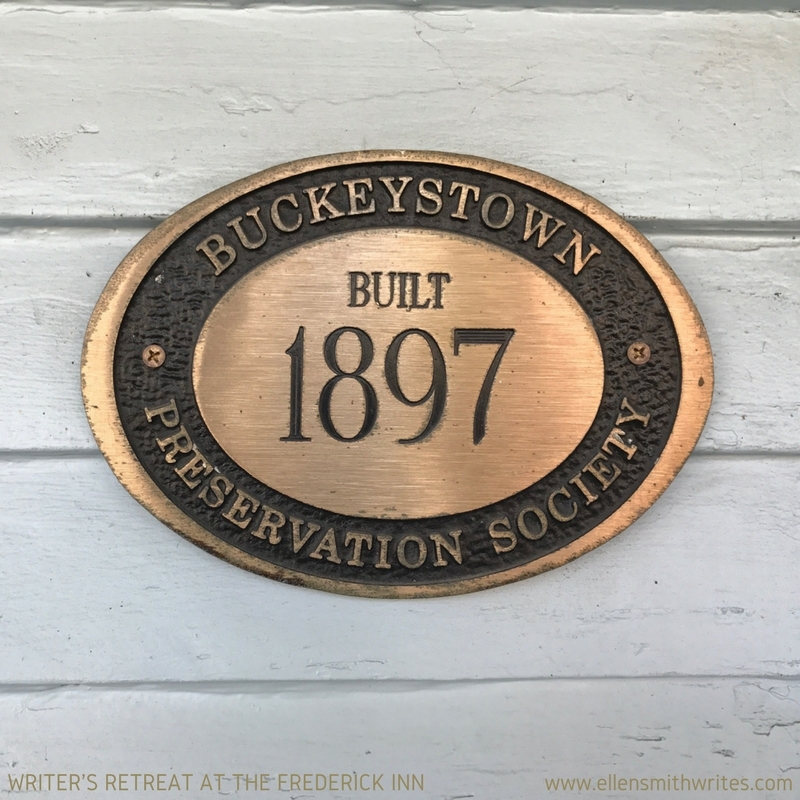 BUCKEYSTOWN
BUILT
1897
PRESERVATION SOCIETY
WRITER'S RETREAT AT THE FREDERICK INN
www.ellensmithwrites.com